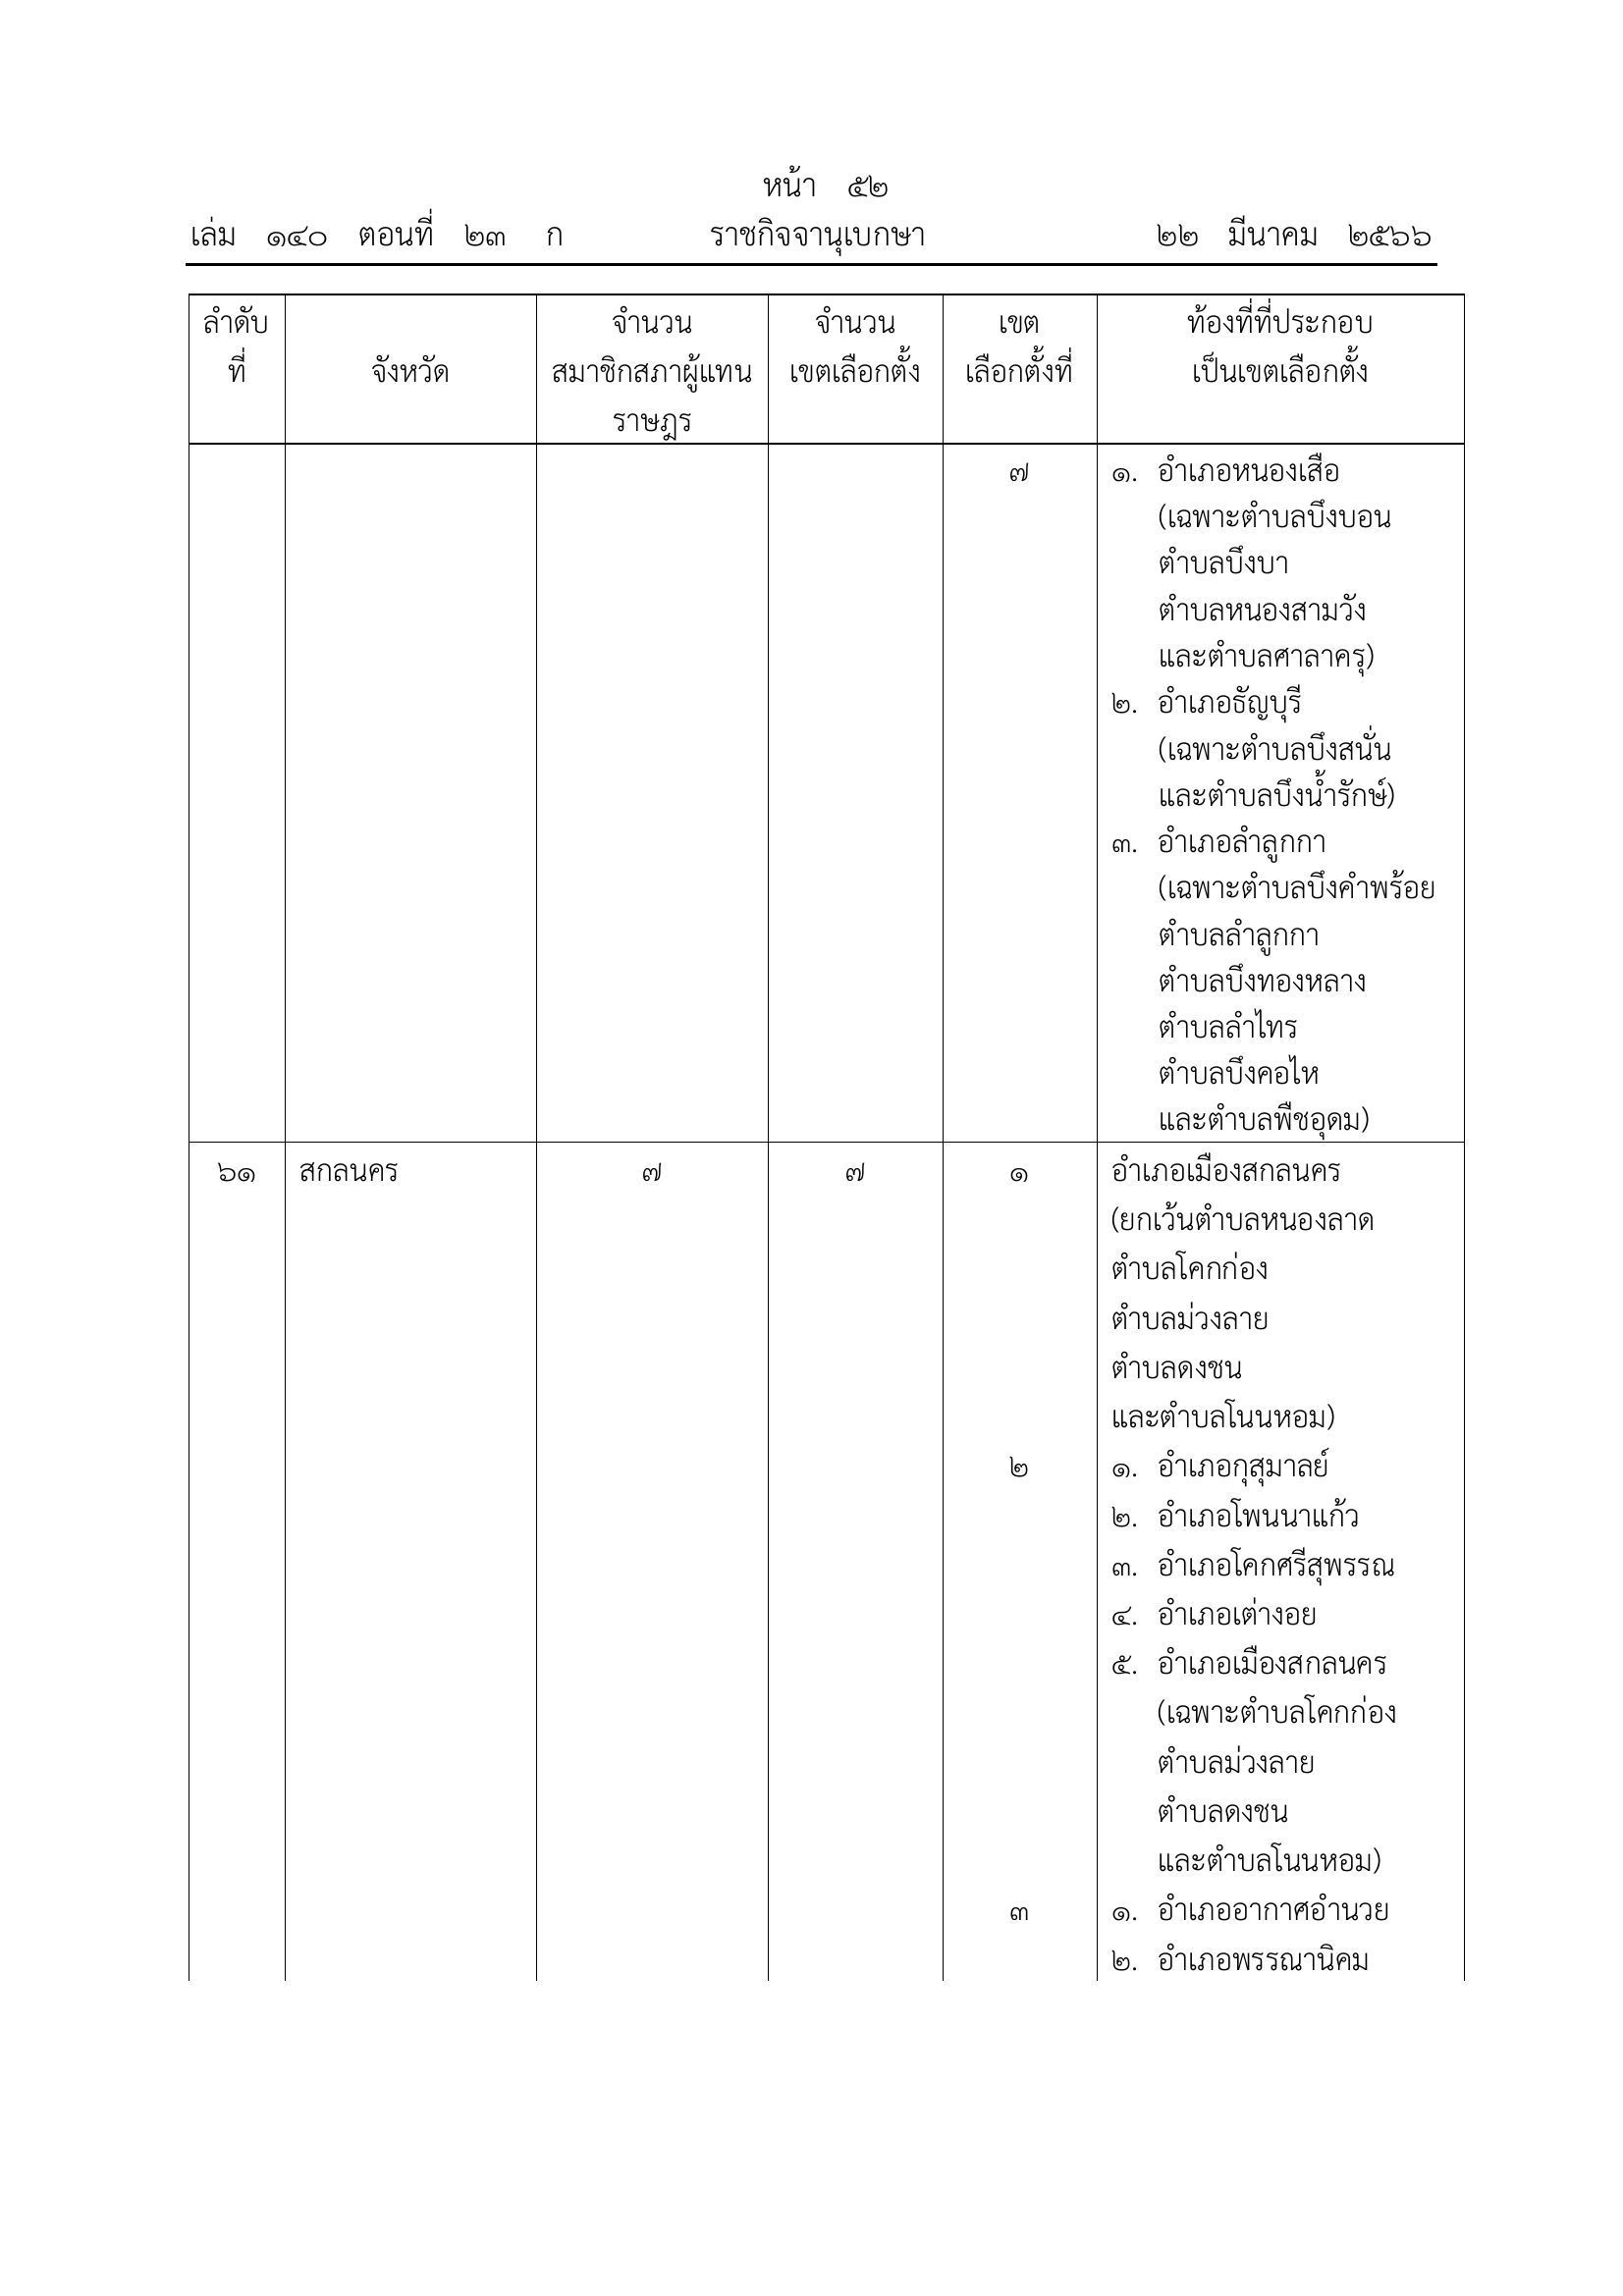 หน้า ๕๒
เล่ม ๑๔๐ ตอนที่ ๒๓ ก ราชกิจจานุเบกษา ๒๒ มีนาคม ๒๕๖๖
ลำดับ จำนวน จำนวน เขต ท้องที่ที่ประกอบ
ที่ จังหวัด สมาชิกสภาผู้แทน เขตเลือกตั้ง เลือกตั้งที่ เป็นเขตเลือกตั้ง
ราษฎร
๗ ๑. อำเภอหนองเสือ
(เฉพาะตำบลบึงบอน
ตำบลบึงบา
ตำบลหนองสามวัง
และตำบลศาลาครุ)
๒. อำเภอธัญบุรี
(เฉพาะตำบลบึงสนั่น
และตำบลบึงน้ำรักษ์)
๓. อำเภอลำลูกกา
(เฉพาะตำบลบึงคำพร้อย
ตำบลลำลูกกา
ตำบลบึงทองหลาง
ตำบลลำไทร
ตำบลบึงคอไห
และตำบลพืชอุดม)
๖๑ สกลนคร ๗ ๗ ๑ อำเภอเมืองสกลนคร
(ยกเว้นตำบลหนองลาด
ตำบลโคกก่อง
ตำบลม่วงลาย
ตำบลดงชน
และตำบลโนนหอม)
๒ ๑. อำเภอกุสุมาลย์
๒. อำเภอโพนนาแก้ว
๓. อำเภอโคกศรีสุพรรณ
๔. อำเภอเต่างอย
๕. อำเภอเมืองสกลนคร
(เฉพาะตำบลโคกก่อง
ตำบลม่วงลาย
ตำบลดงชน
และตำบลโนนหอม)
๓ ๑. อำเภออากาศอำนวย
๒. อำเภอพรรณานิคม